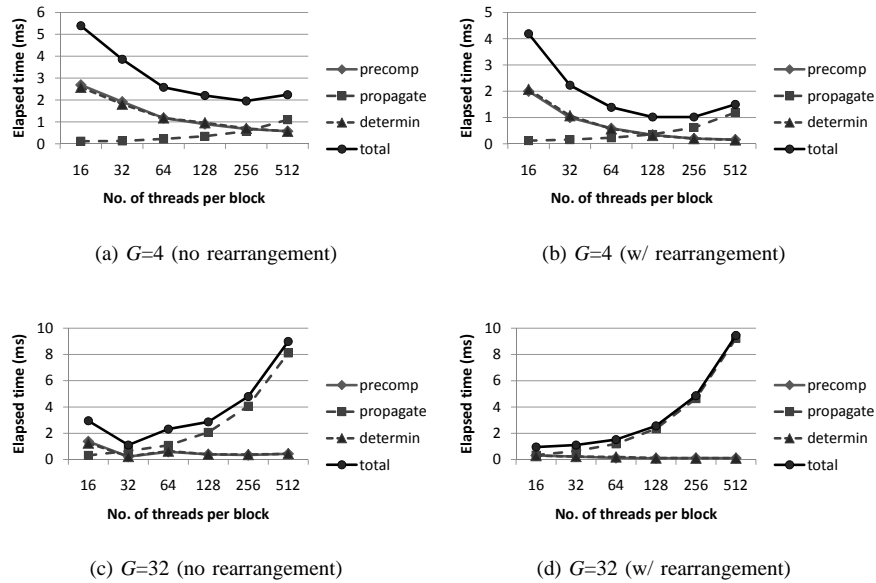 6
5
4
3
2
1
0
Elapsed time (ms)
16 32 64 128 256 512
No. of threads per block
precomp
propagate
determin
total
(a) G=4 (no rearrangement)
5
4
3
2
1
0
Elapsed time (ms)
16 32 64 128 256 512
No. of threads per block
precomp
propagate
determin
total
(b) G=4 (w/ rearrangement)
10
8
6
4
2
0
Elapsed time (ms)
16 32 64 128 256 512
No. of threads per block
precomp
propagate
determin
total
(c) G=32 (no rearrangement)
10
8
6
4
2
0
Elapsed time (ms)
16 32 64 128 256 512
No. of threads per block
precomp
propagate
determin
total
(d) G=32 (w/ rearrangement)